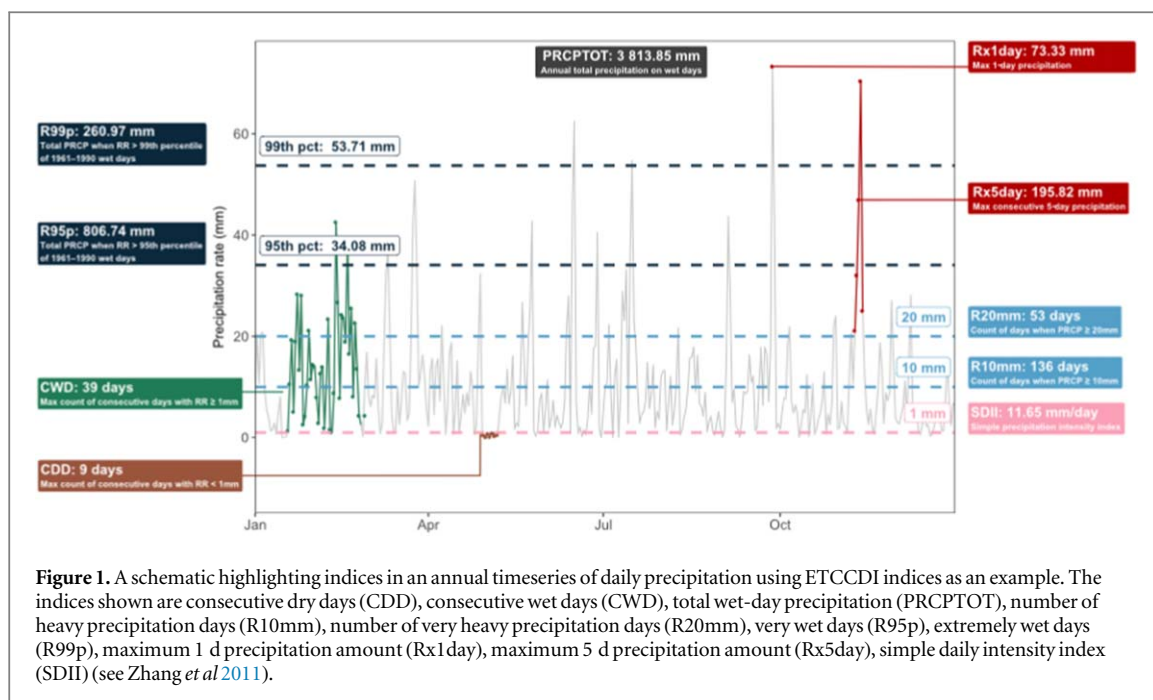 PRCPTOT: 3 813.85 mm
Annual total precipitation on wet days
Rx1day: 73.33 mm
Max 1-day precipitation
R99p: 260.97 mm
Total PRCP when RR > 99th percentile
of 1961–1990 wet days
99th pct: 53.71 mm
Rx5day: 195.82 mm
Max consecutive 5-day precipitation
R95p: 806.74 mm
Total PRCP when RR > 95th percentile
of 1961–1990 wet days
95th pct: 34.08 mm
20 mm
R20mm: 53 days
Count of days when PRCP ≥ 20mm
10 mm
R10mm: 136 days
Count of days when PRCP ≥ 10mm
CWD: 39 days
Max count of consecutive days with RR ≥ 1mm
1 mm
SDII: 11.65 mm/day
Simple precipitation intensity index
CDD: 9 days
Max count of consecutive days with RR < 1mm
Precipitation rate (mm)
60
40
20
0
Jan Apr Jul Oct
Figure 1. A schematic highlighting indices in an annual timeseries of daily precipitation using ETCCDI indices as an example. The
indices shown are consecutive dry days (CDD), consecutive wet days (CWD), total wet-day precipitation (PRCPTOT), number of
heavy precipitation days (R10mm), number of very heavy precipitation days (R20mm), very wet days (R95p), extremely wet days
(R99p), maximum 1 d precipitation amount (Rx1day), maximum 5 d precipitation amount (Rx5day), simple daily intensity index
(SDII) (see Zhang et al 2011).